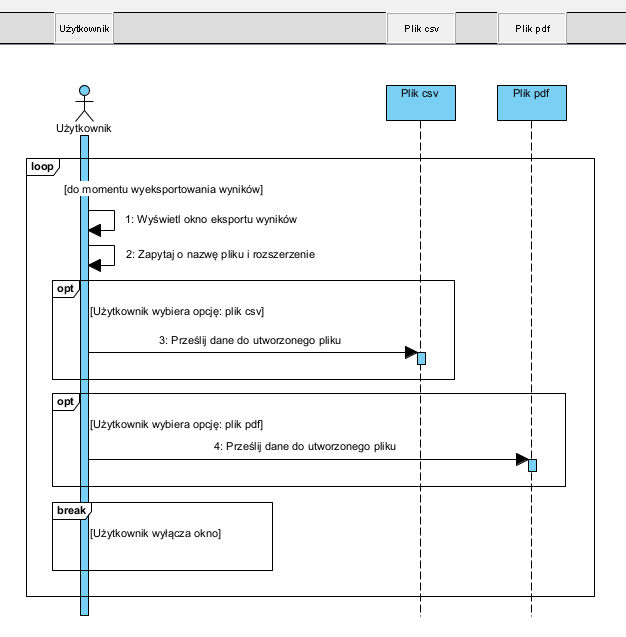 Użytkownik
Plik csv
Plik pdf
Użytkownik
Plik csv
Plik pdf
loop
[do momentu wyeksportowania wyników]
1: Wyświetl okno eksportu wyników
2: Zapytaj o nazwę pliku i rozszerzenie
opt
[Użytkownik wybiera opcję: plik csv]
3: Prześlij dane do utworzonego pliku
opt
[Użytkownik wybiera opcję: plik pdf]
4: Prześlij dane do utworzonego pliku
break
[Użytkownik wyłącza okno]